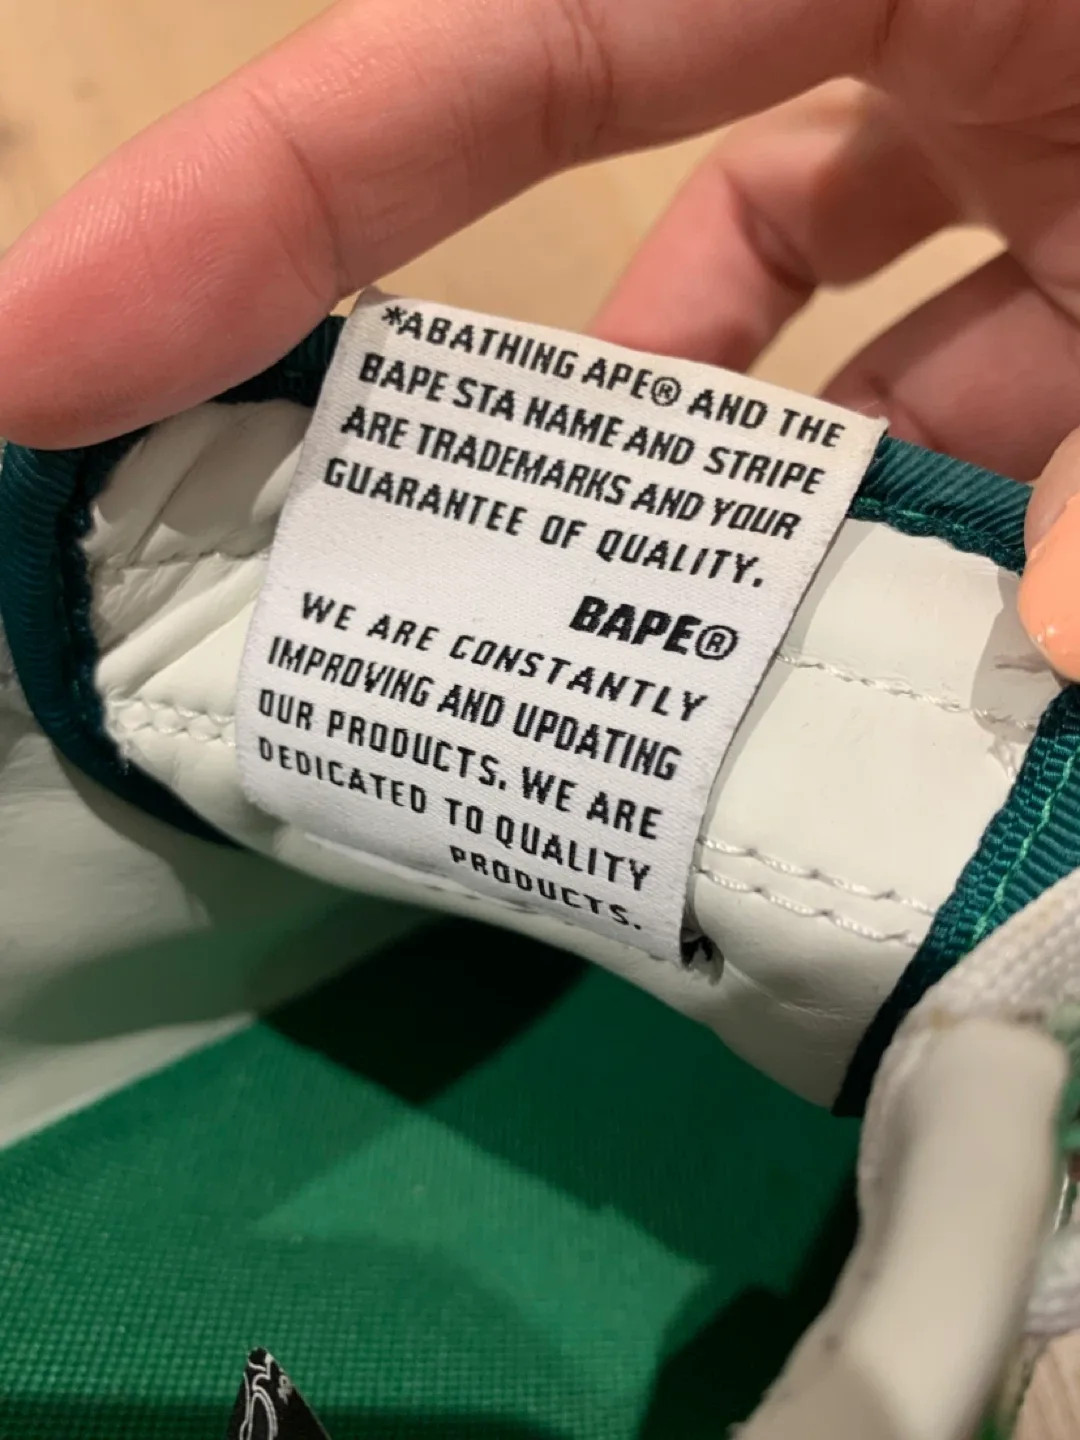 *ABATHING APE® AND THE
BAPE STA NAME AND STRIPE
ARE TRADEMARKS AND YOUR
GUARANTEE OF QUALITY.
BAPE®
WE ARE CONSTANTLY
IMPROVING AND UPDATING
OUR PRODUCTS. WE ARE
DEDICATED TO QUALITY
PRODUCTS.